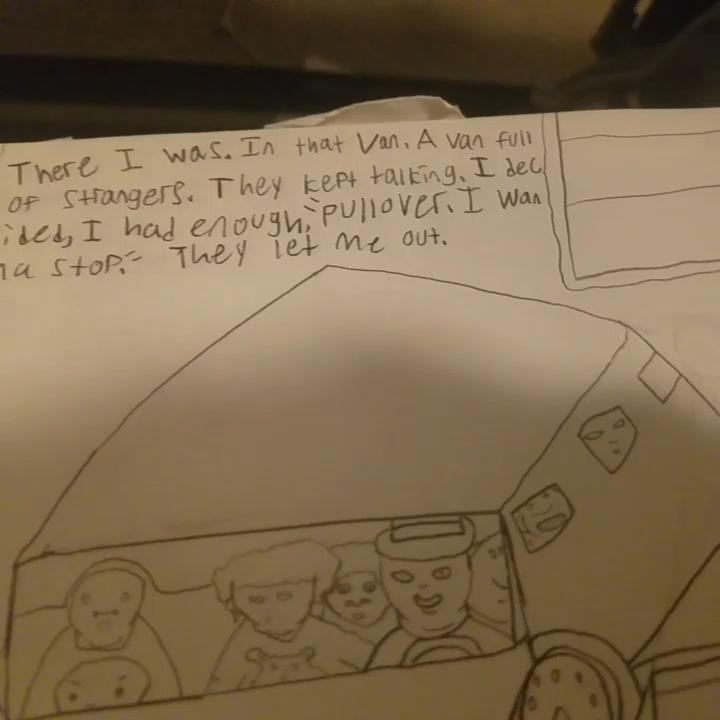 There I was. In that Van. A van full
of strangers. They kept talking. I dec
ided, I had enough, "pullover. I wan
na stop." They let me out.